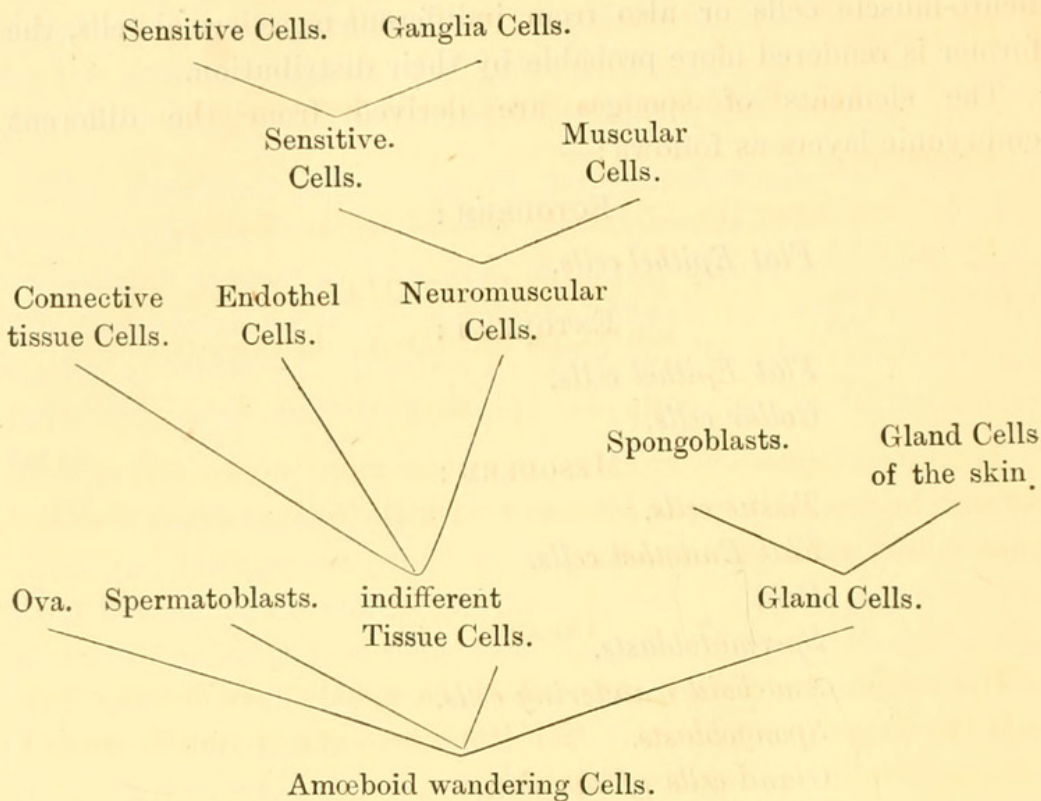 Sensitive Cells. Ganglia Cells.
Sensitive.
Cells.
Muscular
Cells.
Connective
tissue Cells.
Endothel
Cells.
Neuromuscular
Cells.
Spongoblasts.
Gland Cells
of the skin.
Ova. Spermatoblasts.
indifferent
Tissue Cells.
Gland Cells.
Amœboid wandering Cells.